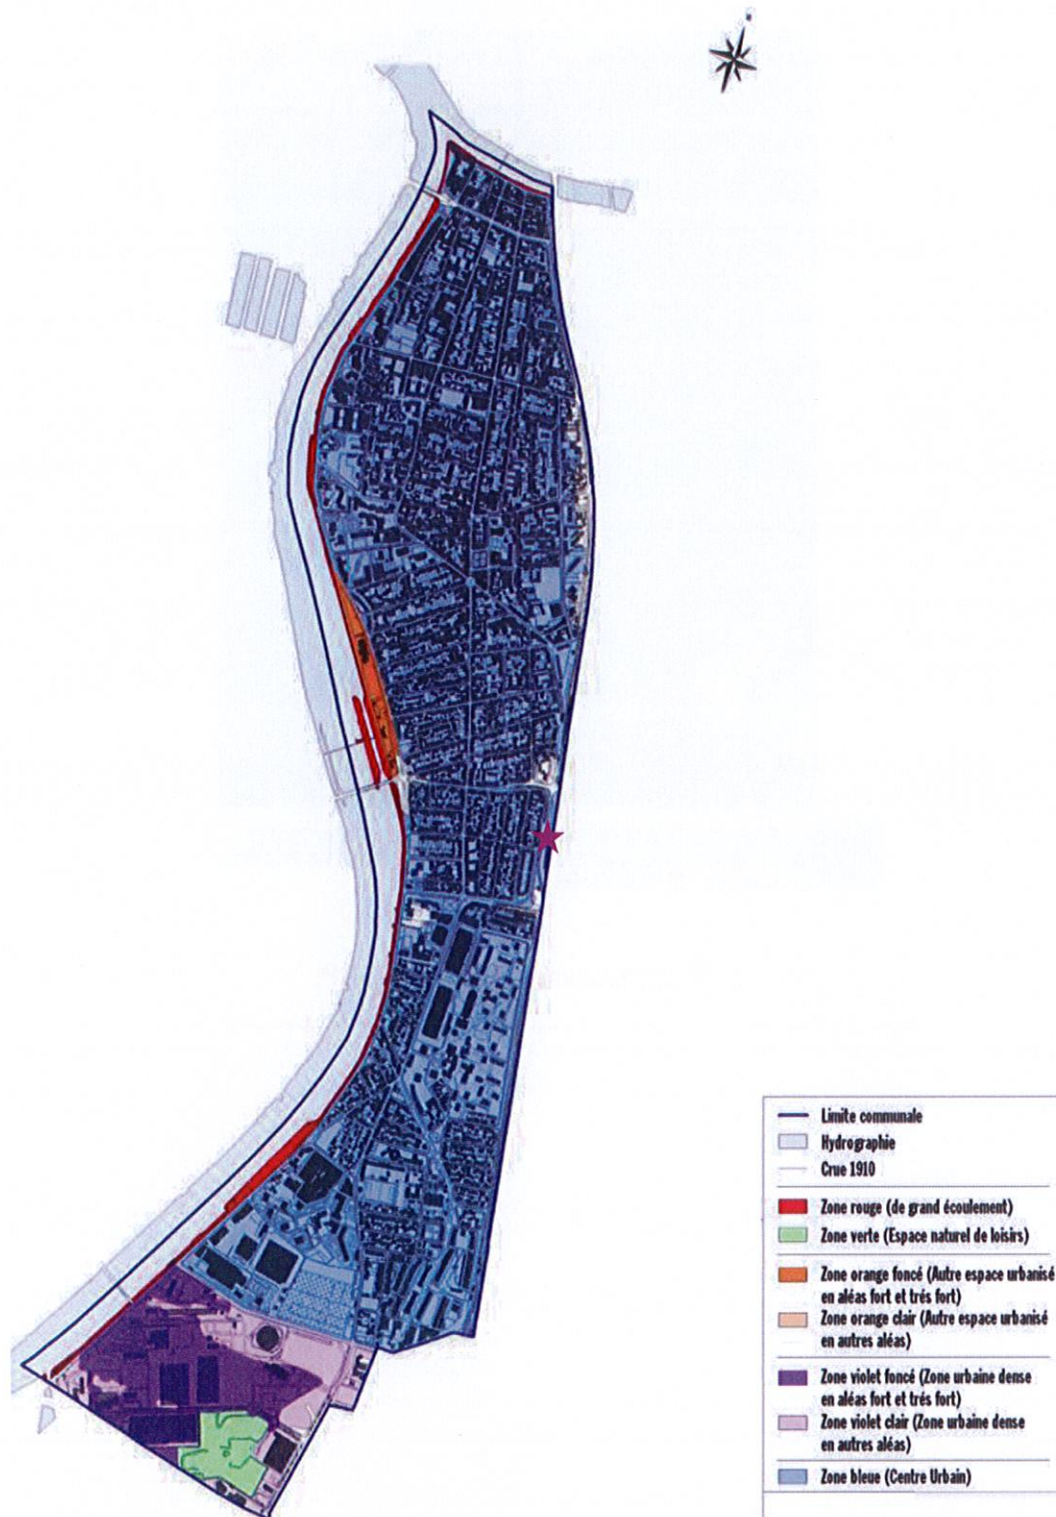 Limite communale
Hydrographie
Crue 1910
Zone rouge (de grand écoulement)
Zone verte (Espace naturel de loisirs)
Zone orange foncé (Autre espace urbanisé
en aléas fort et trés fort)
Zone orange clair (Autre espace urbanisé
en autres aléas)
Zone violet foncé (Zone urbaine dense
en aléas fort et trés fort)
Zone violet clair (Zone urbaine dense
en autres aléas)
Zone bleue (Centre Urbain)